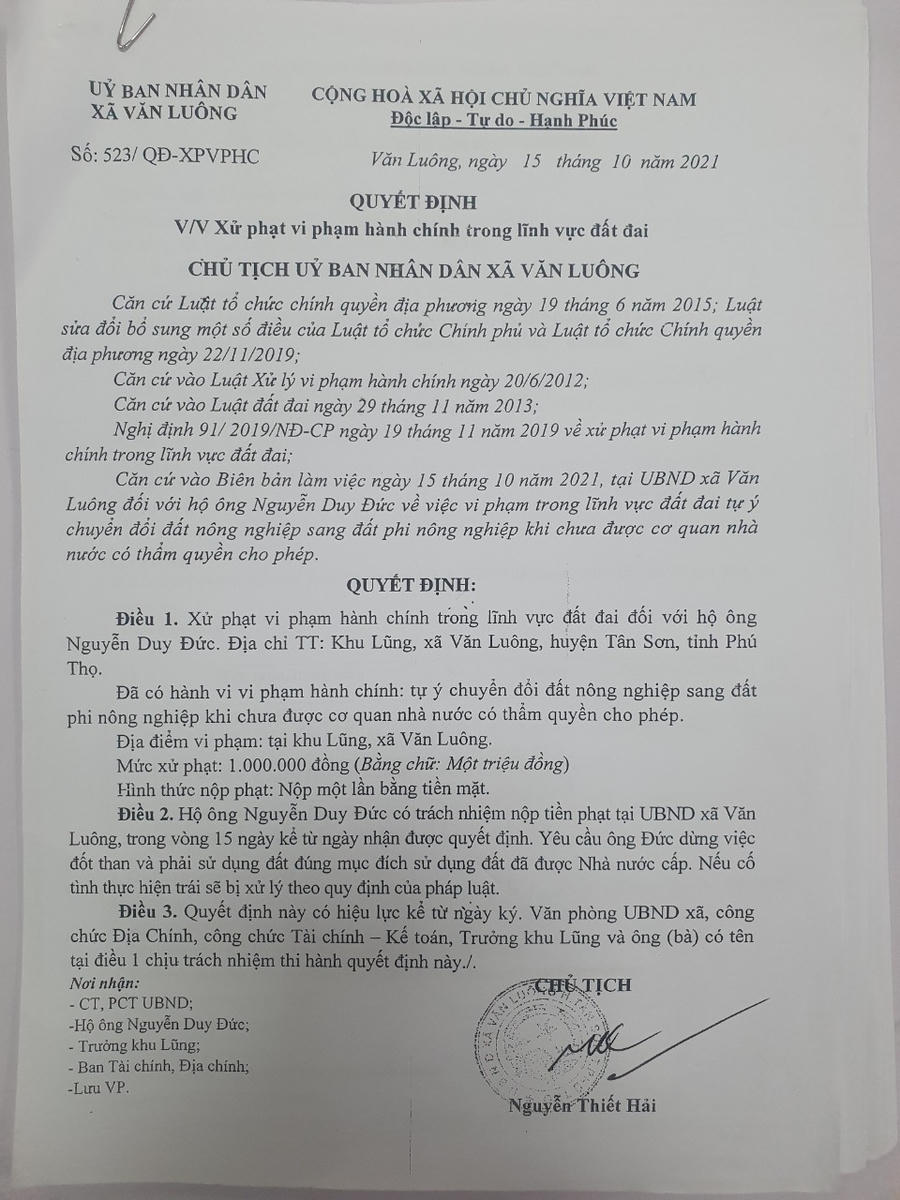 UỶ BAN NHÂN DÂN
XÃ VĂN LUÔNG
CỘNG HOÀ XÃ HỘI CHỦ NGHĨA VIỆT NAM
Độc lập - Tự do - Hạnh Phúc
Số: 523/ QĐ-XPVPHC
Văn Luông, ngày 15 tháng 10 năm 2021
QUYẾT ĐỊNH
V/V Xử phạt vi phạm hành chính trong lĩnh vực đất đai
CHỦ TỊCH UỶ BAN NHÂN DÂN XÃ VĂN LUÔNG
Căn cứ Luật tổ chức chính quyền địa phương ngày 19 tháng 6 năm 2015; Luật
sửa đổi bổ sung một số điều của Luật tổ chức Chính phủ và Luật tổ chức Chính quyền
địa phương ngày 22/11/2019;
Căn cứ vào Luật Xử lý vi phạm hành chính ngày 20/6/2012;
Căn cứ vào Luật đất đai ngày 29 tháng 11 năm 2013;
Nghị định 91/ 2019/NĐ-CP ngày 19 tháng 11 năm 2019 về xử phạt vi phạm hành
chính trong lĩnh vực đất đai;
Căn cứ vào Biên bản làm việc ngày 15 tháng 10 năm 2021, tại UBND xã Văn
Luông đối với hộ ông Nguyễn Duy Đức về việc vi phạm trong lĩnh vực đất đai tự ý
chuyển đổi đất nông nghiệp sang đất phi nông nghiệp khi chưa được cơ quan nhà
nước có thẩm quyền cho phép.
QUYẾT ĐỊNH:
Điều 1. Xử phạt vi phạm hành chính trong lĩnh vực đất đai đối với hộ ông
Nguyễn Duy Đức. Địa chỉ TT: Khu Lũng, xã Văn Luông, huyện Tân Sơn, tỉnh Phú
Thọ.
Đã có hành vi vi phạm hành chính: tự ý chuyển đổi đất nông nghiệp sang đất
phi nông nghiệp khi chưa được cơ quan nhà nước có thẩm quyền cho phép.
Địa điểm vi phạm: tại khu Lũng, xã Văn Luông.
Mức xử phạt: 1.000.000 đồng (Bằng chữ: Một triệu đồng)
Hình thức nộp phạt: Nộp một lần bằng tiền mặt.
Điều 2. Hộ ông Nguyễn Duy Đức có trách nhiệm nộp tiền phạt tại UBND xã Văn
Luông, trong vòng 15 ngày kể từ ngày nhận được quyết định. Yêu cầu ông Đức dừng việc
đốt than và phải sử dụng đất đúng mục đích sử dụng đất đã được Nhà nước cấp. Nếu cố
tình thực hiện trái sẽ bị xử lý theo quy định của pháp luật.
Điều 3. Quyết định này có hiệu lực kể từ ngày ký. Văn phòng UBND xã, công
chức Địa Chính, công chức Tài chính – Kế toán, Trưởng khu Lũng và ông (bà) có tên
tại điều 1 chịu trách nhiệm thi hành quyết định này./.
Nơi nhận:
- CT, PCT UBND;
-Hộ ông Nguyễn Duy Đức;
- Trưởng khu Lũng;
- Ban Tài chính, Địa chính;
-Lưu VP.
CHỦ TỊCH
Nguyễn Thiết Hải